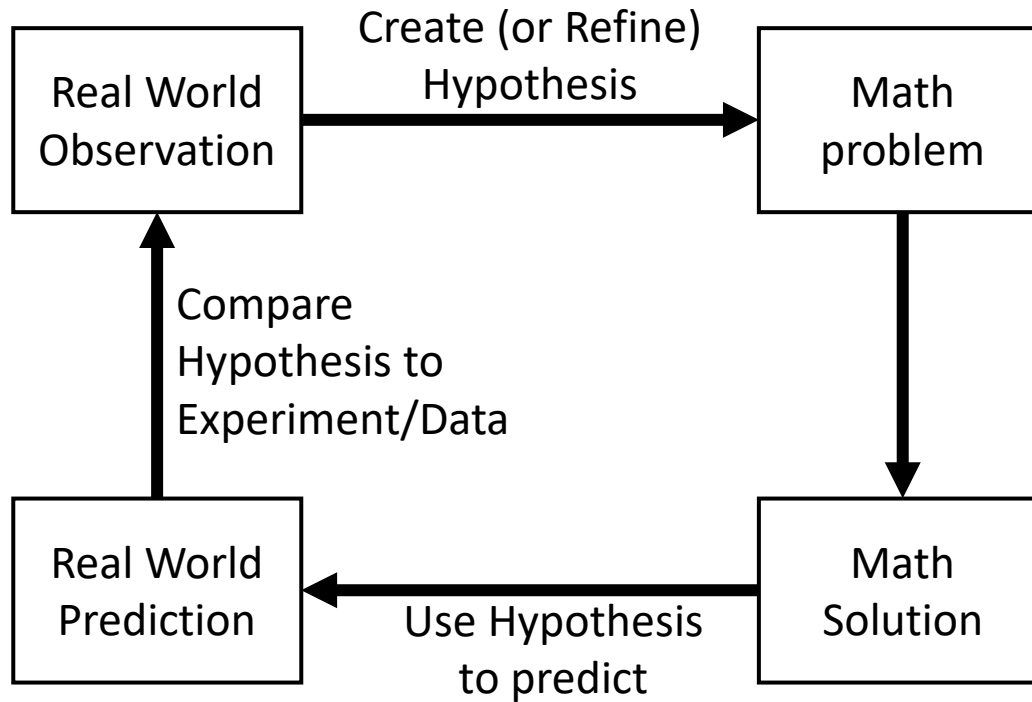 Real World
Observation
Create (or Refine)
Hypothesis
Math
problem
Compare
Hypothesis to
Experiment/Data
Real World
Prediction
Use Hypothesis
to predict
Math
Solution